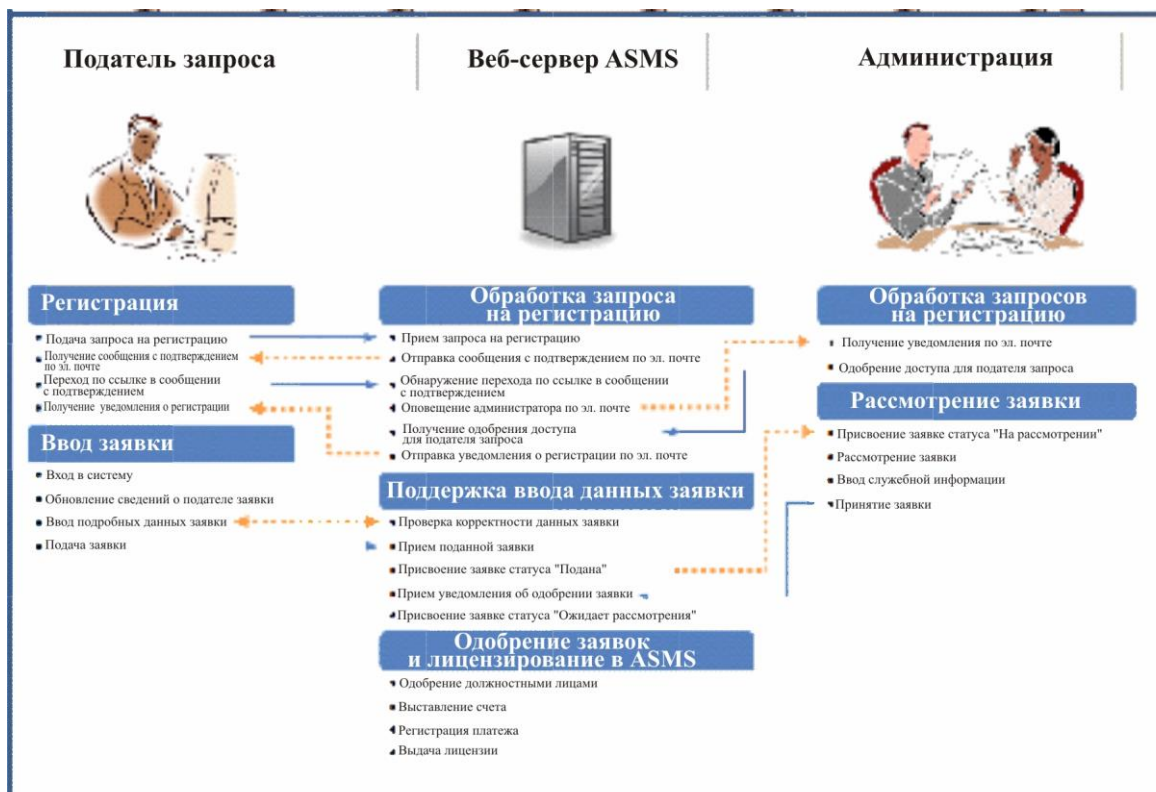 Податель запроса
Веб-сервер ASMS
Администрация
Регистрация
Подача запроса на регистрацию
Получение сообщения с подтверждением
по эл. почте
Переход по ссылке в сообщении
с подтверждением
Получение уведомления о регистрации
Ввод заявки
Вход в систему
Обновление сведений о подателе заявки
Ввод подробных данных заявки
Подача заявки
Обработка запроса
на регистрацию
Прием запроса на регистрацию
Отправка сообщения с подтверждением по эл. почте
Обнаружение перехода по ссылке в сообщении
с подтверждением
Оповещение администратора по эл. почте
Получение одобрения доступа
для подателя запроса
Отправка уведомления о регистрации по эл. почте
Поддержка ввода данных заявки
Проверка корректности данных заявки
Прием поданной заявки
Присвоение заявке статуса "Подана"
Прием уведомления об одобрении заявки
Присвоение заявке статуса "Ожидает рассмотрения"
Одобрение заявок
и лицензирование в ASMS
Одобрение должностными лицами
Выставление счета
Регистрация платежа
Выдача лицензии
Обработка запросов
на регистрацию
Получение уведомления по эл. почте
Одобрение доступа для подателя запроса
Рассмотрение заявки
Присвоение заявке статуса "На рассмотрении"
Рассмотрение заявки
Ввод служебной информации
Принятие заявки